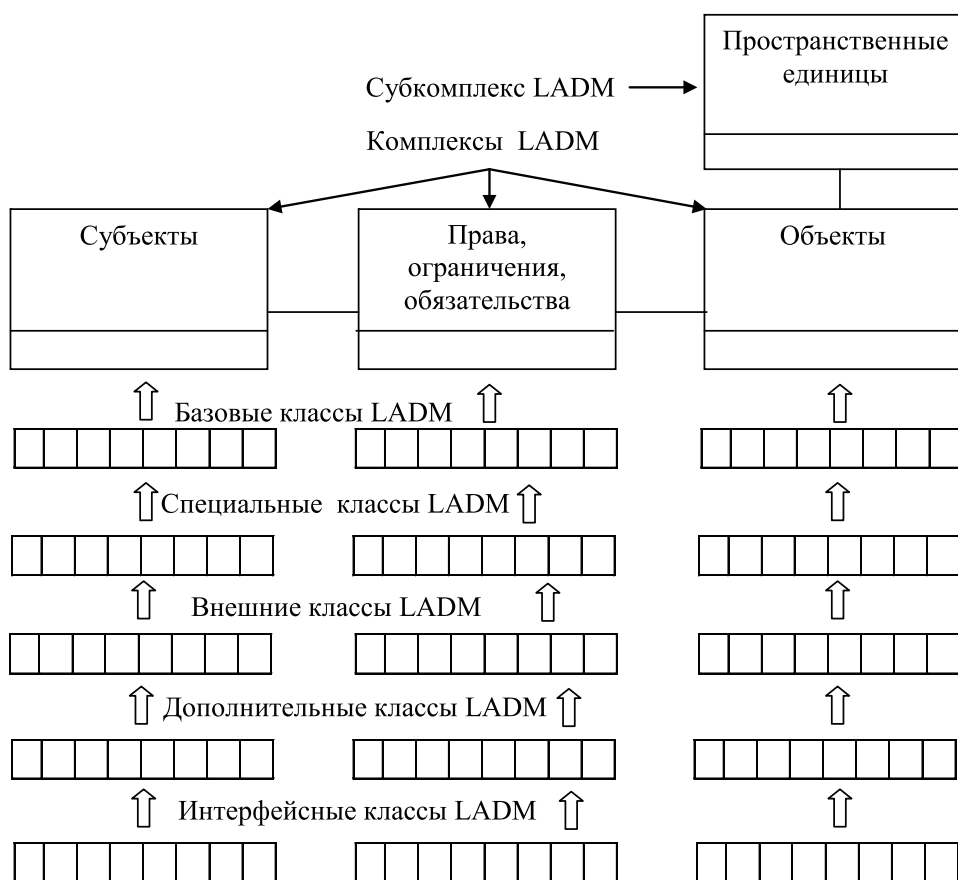 Пространственные
единицы
Субкомплекс LADM
Комплексы LADM
Субъекты
Права,
ограничения,
обязательства
Объекты
Базовые классы LADM
Специальные классы LADM
Внешние классы LADM
Дополнительные классы LADM
Интерфейсные классы LADM